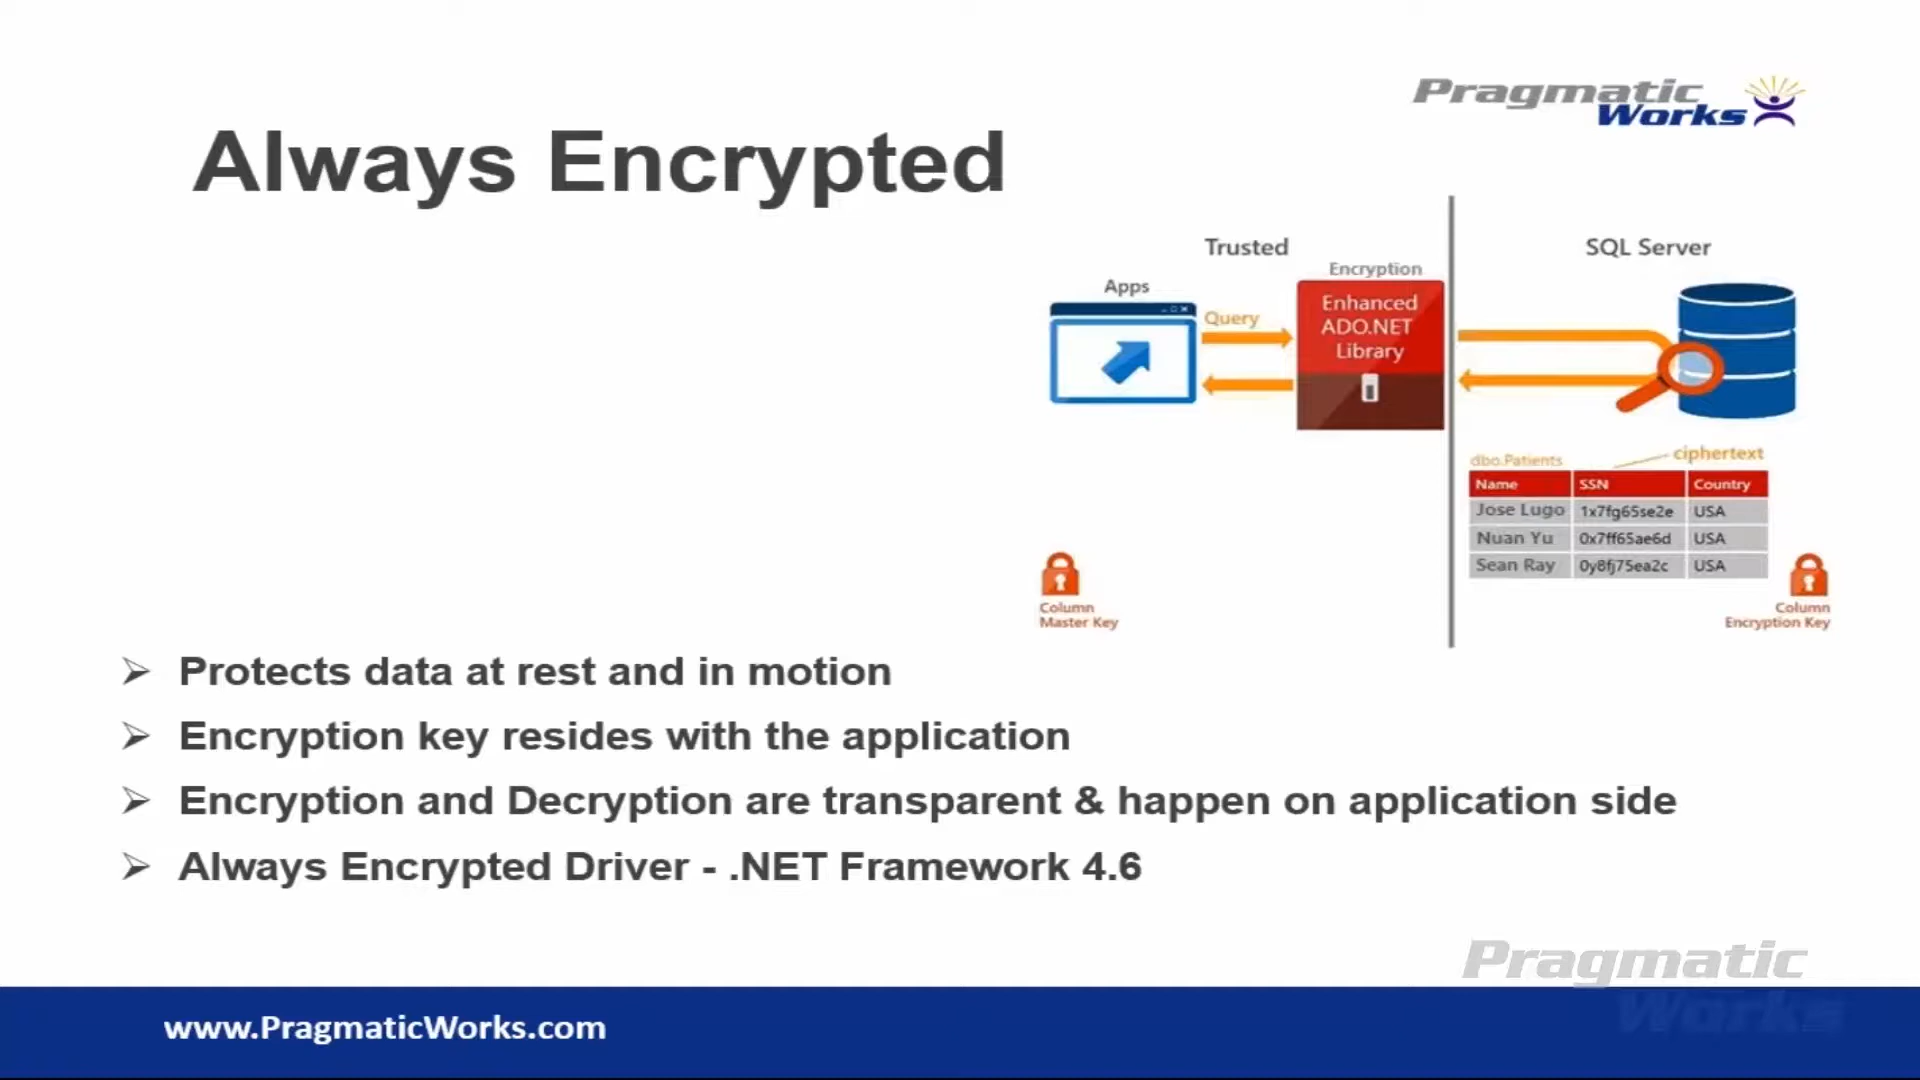 Pragmatic
Works
Always Encrypted
Trusted
SQL Server
Encryption
Apps
Enhanced
ADO.NET
Library
Query
dbo.Patients
ciphertext
Name SSN Country
Jose Lugo 1x7fg65se2e USA
Nuan Yu 0x7ff65ae6d USA
Sean Ray 0y8fj75ea2c USA
Column
Master Key
Column
Encryption Key
➢ Protects data at rest and in motion
➢ Encryption key resides with the application
➢ Encryption and Decryption are transparent & happen on application side
➢ Always Encrypted Driver - .NET Framework 4.6
Pragmatic
Works
www.PragmaticWorks.com